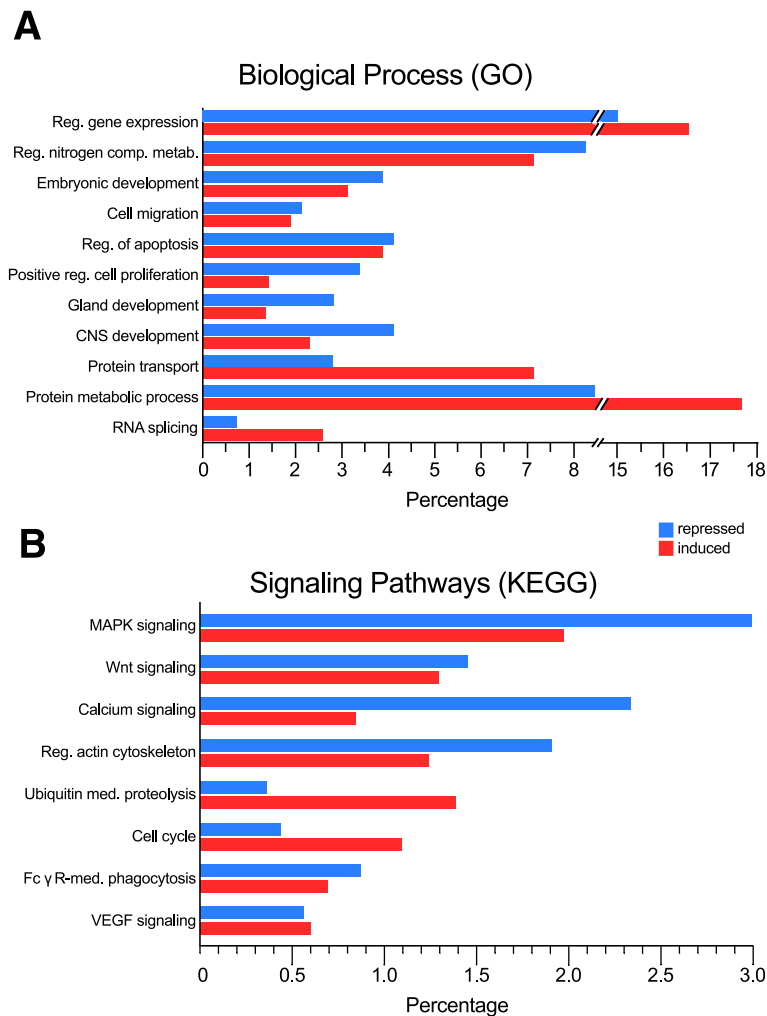 A
Biological Process (GO)
Reg. gene expression
Reg. nitrogen comp. metab.
Embryonic development
Cell migration
Reg. of apoptosis
Positive reg. cell proliferation
Gland development
CNS development
Protein transport
Protein metabolic process
RNA splicing
0 1 2 3 4 5 6 7 8 15 16 17 18
Percentage
repressed
induced
B
Signaling Pathways (KEGG)
MAPK signaling
Wnt signaling
Calcium signaling
Reg. actin cytoskeleton
Ubiquitin med. proteolysis
Cell cycle
Fc γ R-med. phagocytosis
VEGF signaling
0 0.5 1.0 1.5 2.0 2.5 3.0
Percentage